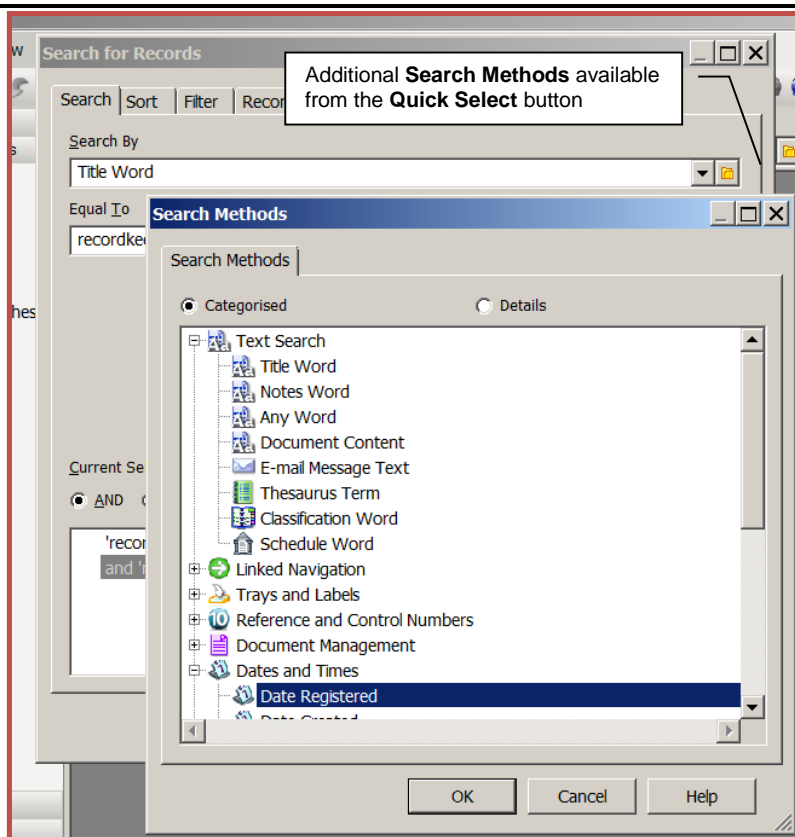 w
Search for Records
Additional Search Methods available
from the Quick Select button
Search Sort Filter Recor
s
Search By
Title Word
Equal To
recordkee
Search Methods
Search Methods
hes
Categorised Details
Text Search
Title Word
Notes Word
Any Word
Document Content
E-mail Message Text
Thesaurus Term
Classification Word
Schedule Word
Linked Navigation
Trays and Labels
Reference and Control Numbers
Document Management
Dates and Times
Date Registered
Date Created
Current Se
AND
'recor
and 'r
OK Cancel Help